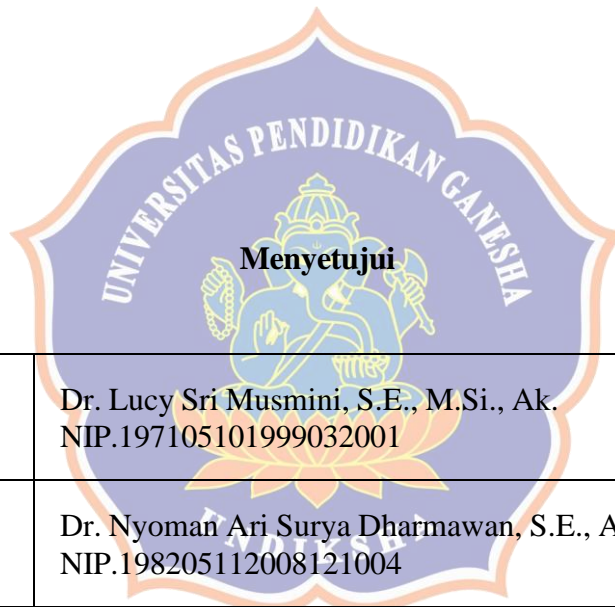 UNIVERSITAS PENDIDIKAN GANESHA
Menyetujui
Dr. Lucy Sri Musmini, S.E., M.Si., Ak.
NIP.197105101999032001
Dr. Nyoman Ari Surya Dharmawan, S.E., A
NIP.198205112008121004
UNDIKSHA